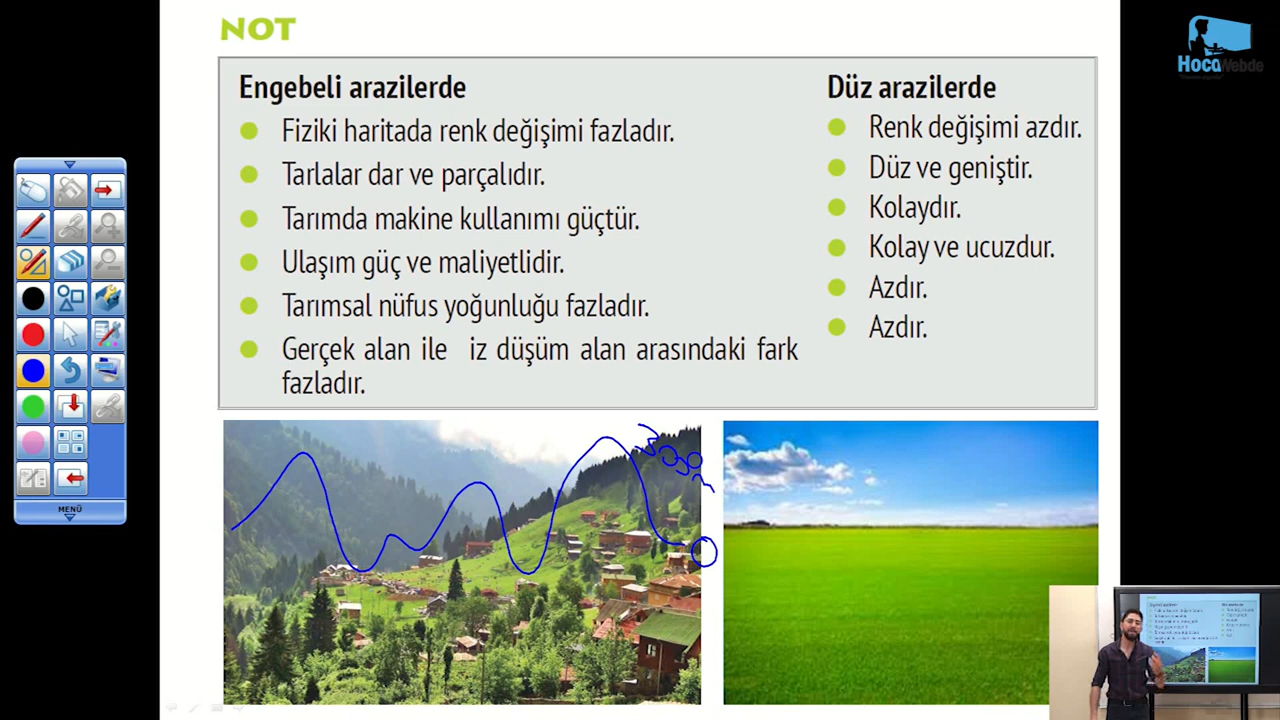 NOT
Engebeli arazilerde
Fiziki haritada renk değişimi fazladır.
Tarlalar dar ve parçalıdır.
Tarımda makine kullanımı güçtür.
Ulaşım güç ve maliyetlidir.
Tarımsal nüfus yoğunluğu fazladır.
Gerçek alan ile iz düşüm alan arasındaki fark
fazladır.
Düz arazilerde
Renk değişimi azdır.
Düz ve geniştir.
Kolaydır.
Kolay ve ucuzdur.
Azdır.
Azdır.
HocaWebde
MENÜ